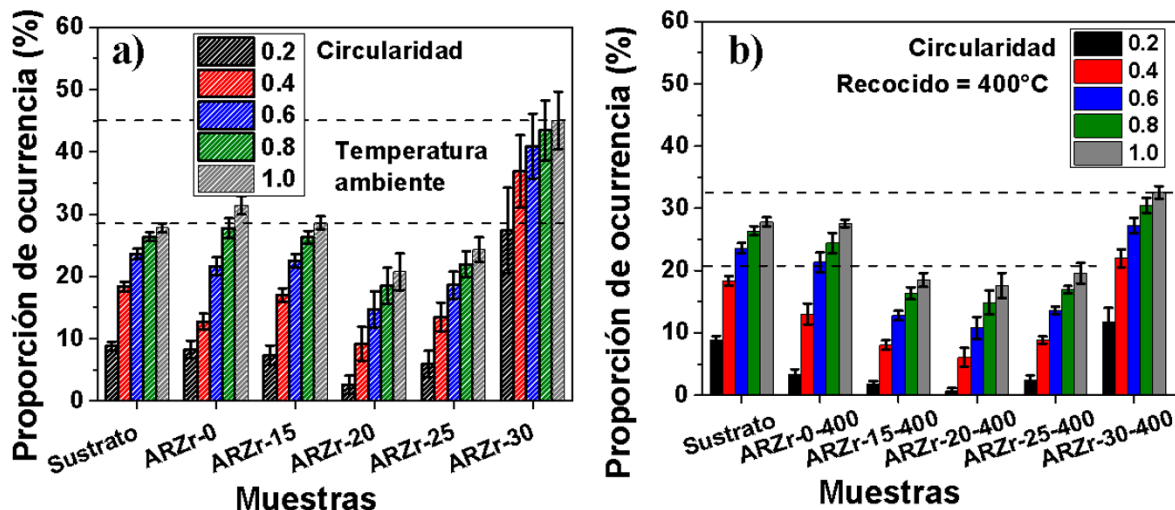 a)
Circularidad
0.2
0.4
0.6
0.8
1.0
Temperatura
ambiente
Proporción de ocurrencia (%)
60
50
40
30
20
10
0
Sustrato
ARZr-0
ARZr-15
ARZr-20
ARZr-25
ARZr-30
Muestras
b)
Circularidad
Recocido = 400°C
0.2
0.4
0.6
0.8
1.0
Proporción de ocurrencia (%)
60
50
40
30
20
10
0
Sustrato
ARZr-0-400
ARZr-15-400
ARZr-20-400
ARZr-25-400
ARZr-30-400
Muestras